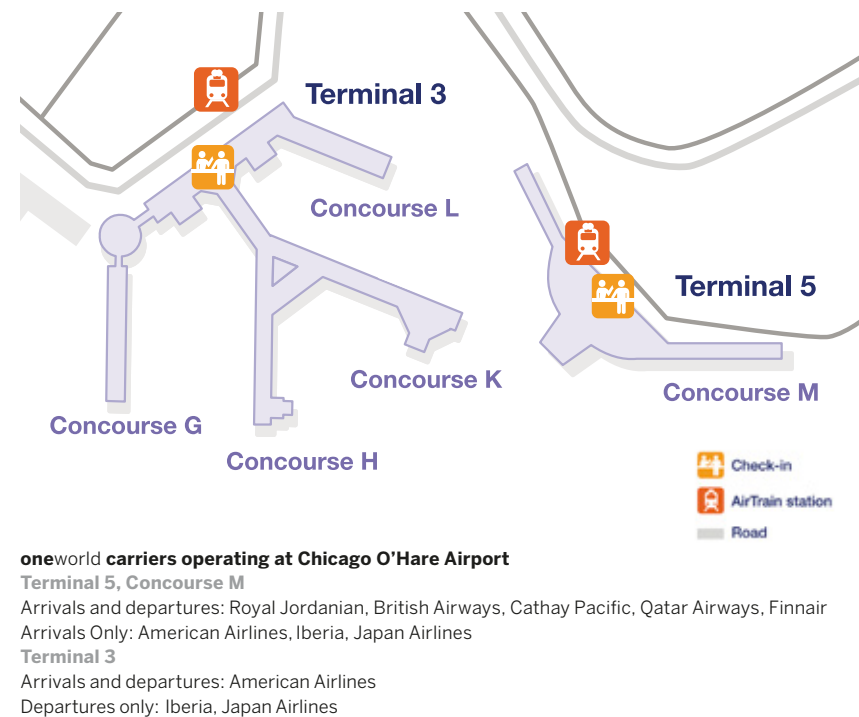 Terminal 3
Concourse L
Terminal 5
Concourse K
Concourse M
Concourse G
Concourse H
Check-in
AirTrain station
Road
oneworld carriers operating at Chicago O’Hare Airport
Terminal 5, Concourse M
Arrivals and departures: Royal Jordanian, British Airways, Cathay Pacific, Qatar Airways, Finnair
Arrivals Only: American Airlines, Iberia, Japan Airlines
Terminal 3
Arrivals and departures: American Airlines
Departures only: Iberia, Japan Airlines